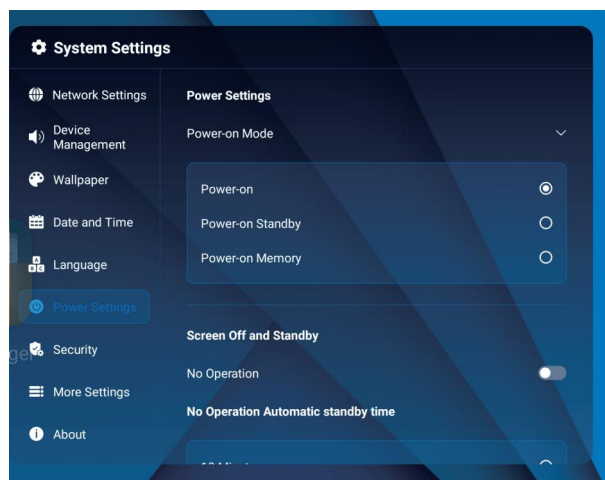 System Settings
Network Settings
Device
Management
Wallpaper
Date and Time
Language
Power Settings
Security
More Settings
About
Power Settings
Power-on Mode
Power-on
Power-on Standby
Power-on Memory
Screen Off and Standby
No Operation
No Operation Automatic standby time